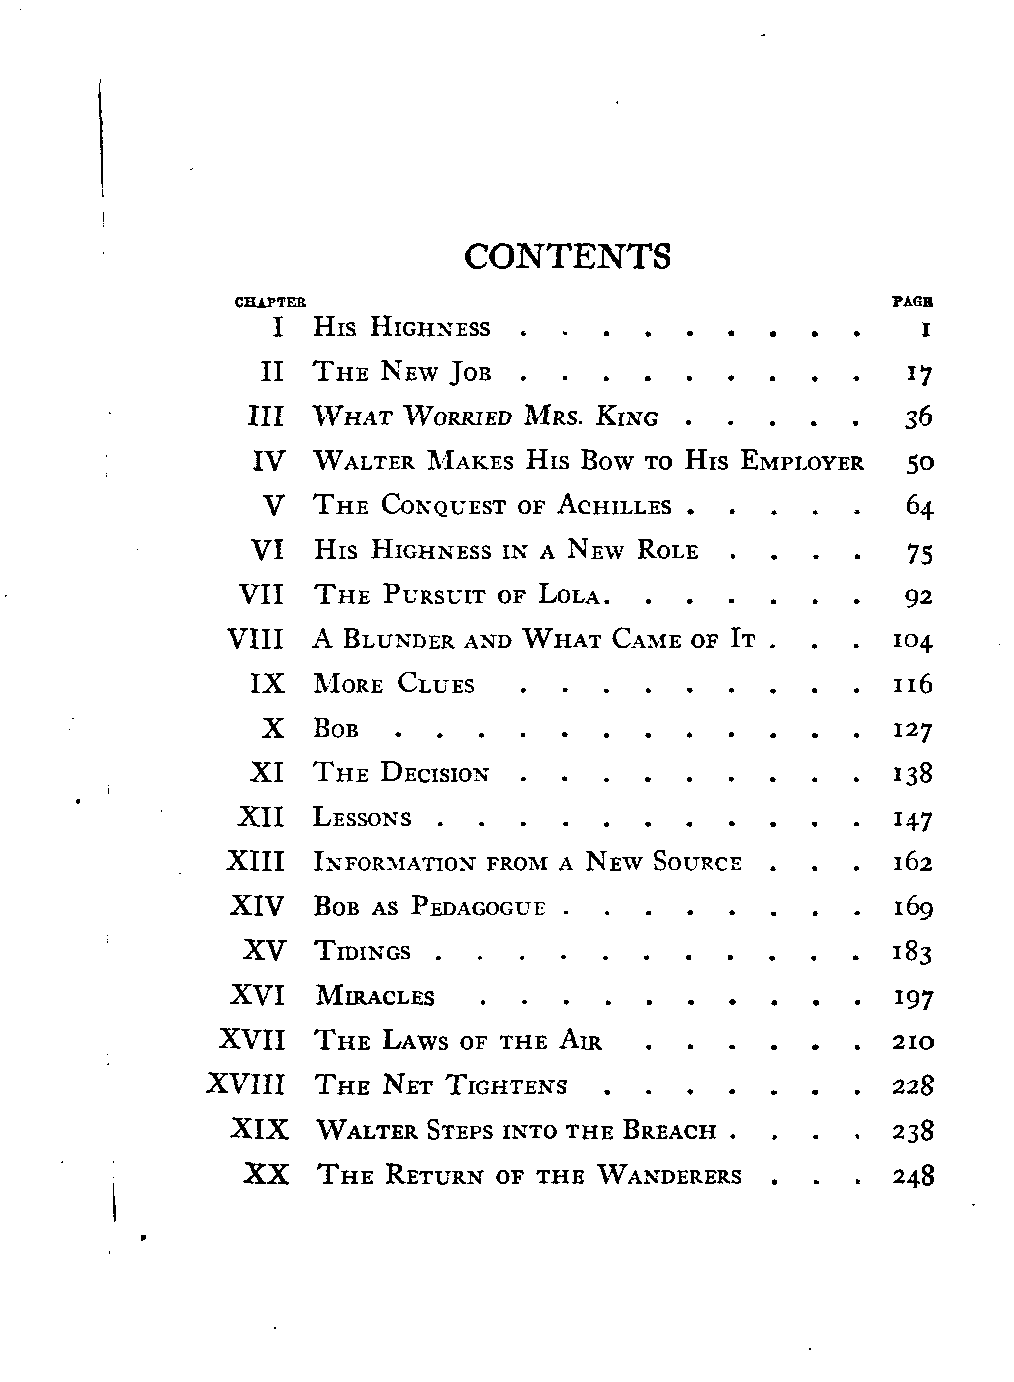 CONTENTS
CHAPTER PAGE
I His Highness . . . . . . . . . 1
II The New Job . . . . . . . . . 17
III What Worried Mrs. King . . . . . 36
IV Walter Makes His Bow to His Employer 50
V The Conquest of Achilles . . . . . 64
VI His Highness in a New Role . . . . 75
VII The Pursuit of Lola. . . . . . . 92
VIII A Blunder and What Came of It . . . 104
IX More Clues . . . . . . . . . 116
X Bob . . . . . . . . . . . . 127
XI The Decision . . . . . . . . . 138
XII Lessons . . . . . . . . . . . 147
XIII Information from a New Source . . . 162
XIV Bob as Pedagogue . . . . . . . . 169
XV Tidings . . . . . . . . . . . 183
XVI Miracles . . . . . . . . . . 197
XVII The Laws of the Air . . . . . . 210
XVIII The Net Tightens . . . . . . . 228
XIX Walter Steps into the Breach . . . . 238
XX The Return of the Wanderers . . . 248